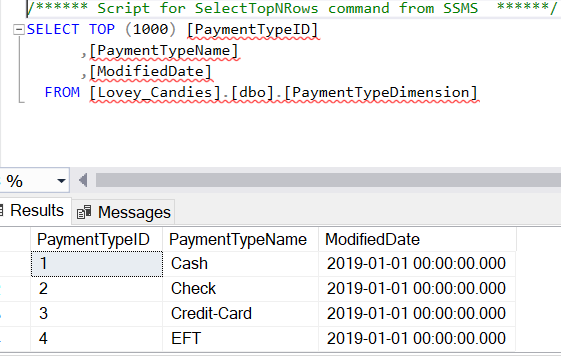 /****** Script for SelectTopNRows command from SSMS  ******/
SELECT TOP (1000) [PaymentTypeID]
,[PaymentTypeName]
,[ModifiedDate]
FROM [Lovey_Candies].[dbo].[PaymentTypeDimension]
%
Results Messages
PaymentTypeID PaymentTypeName ModifiedDate
1 Cash 2019-01-01 00:00:00.000
2 Check 2019-01-01 00:00:00.000
3 Credit-Card 2019-01-01 00:00:00.000
4 EFT 2019-01-01 00:00:00.000